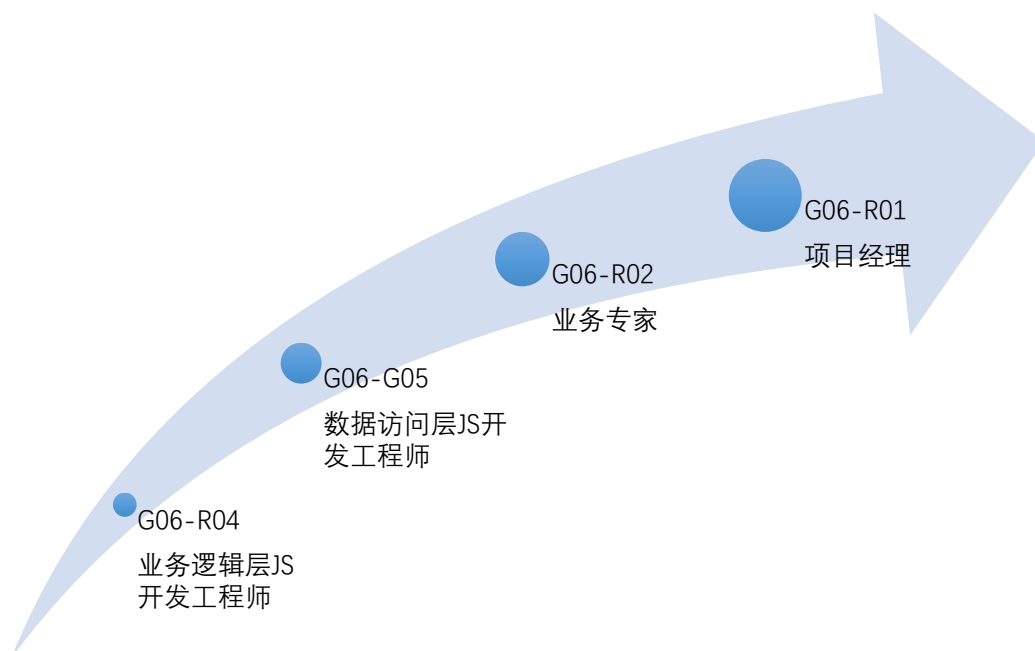 G06-R01
项目经理
G06-R02
业务专家
G06-G05
数据访问层JS开
发工程师
G06-R04
业务逻辑层JS
开发工程师